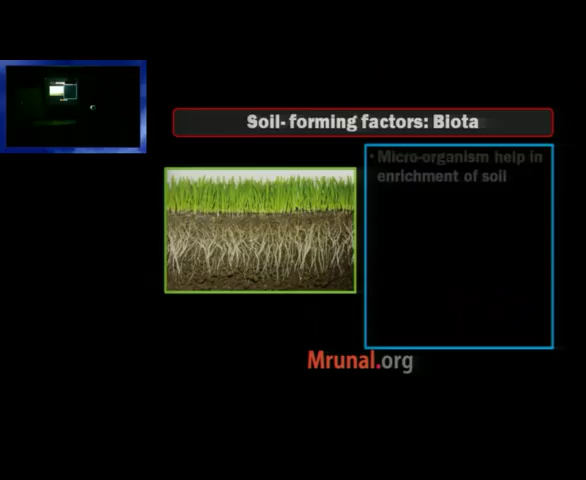 Soil- forming factors: Biota
• Micro-organism help in
enrichment of soil
Mrunal.org